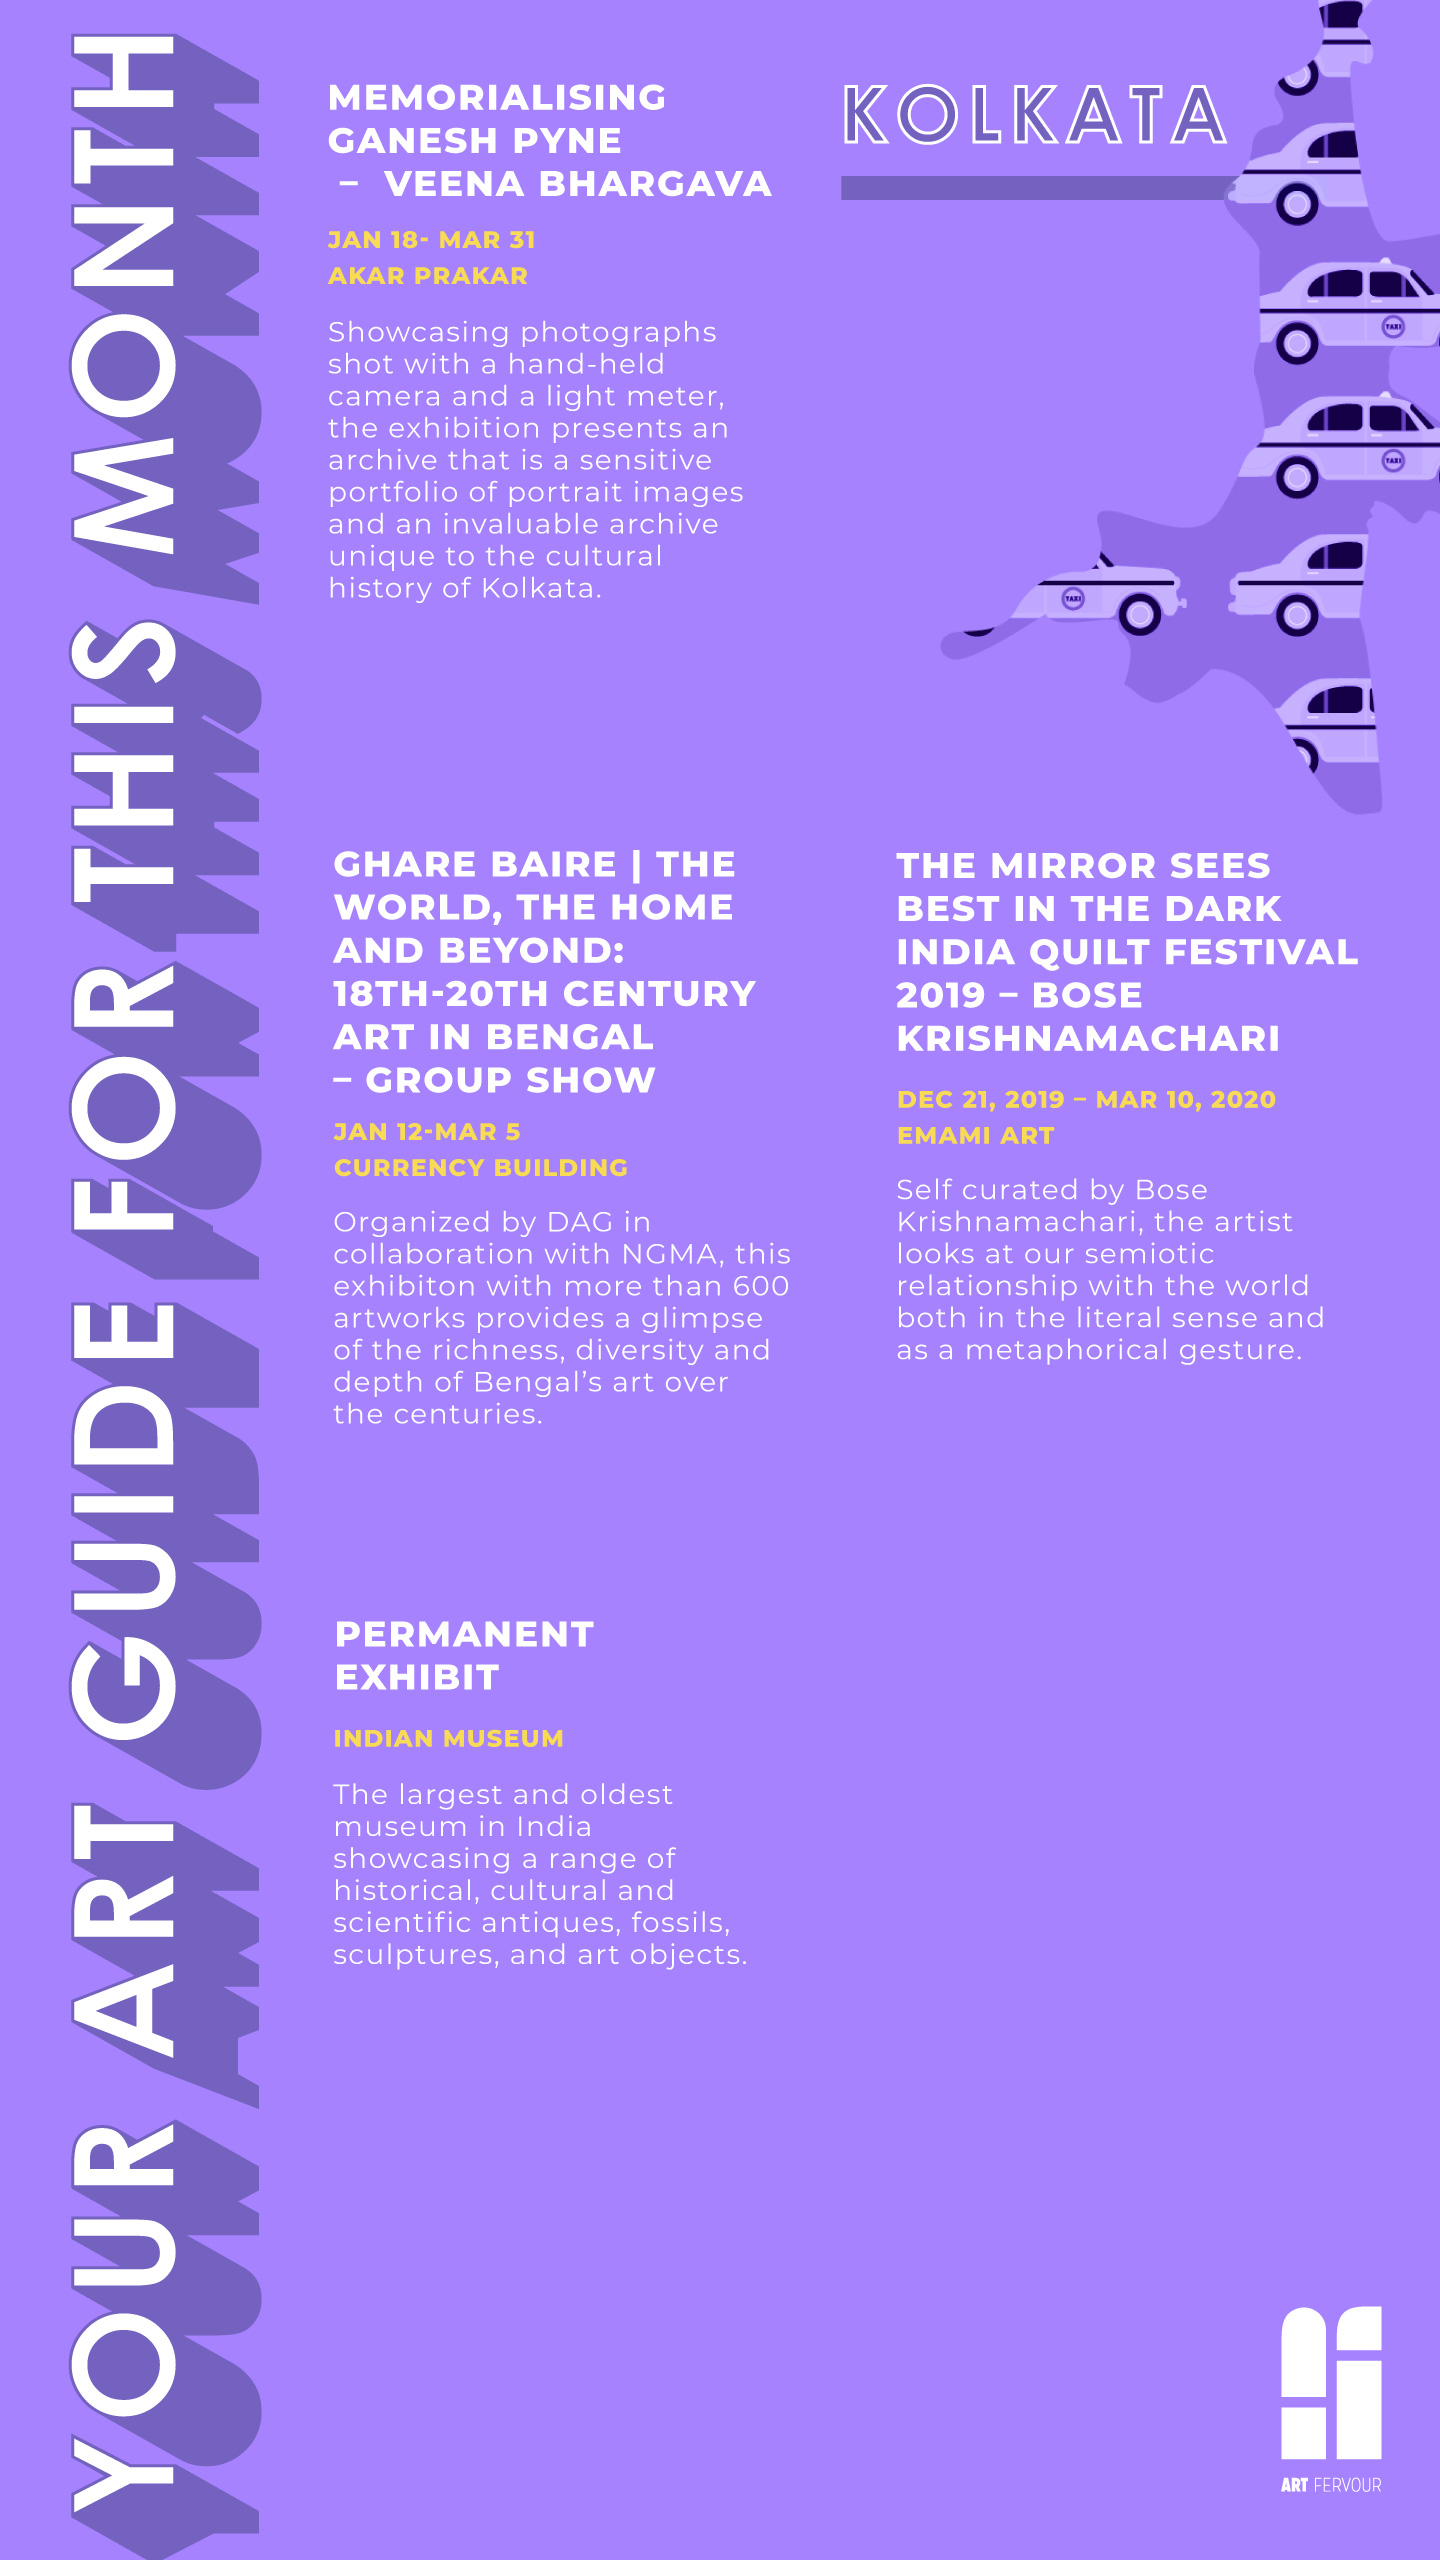 YOUR ART GUIDE FOR THIS MONTH
KOLKATA
MEMORIALISING
GANESH PYNE
– VEENA BHARGAVA
JAN 18- MAR 31
AKAR PRAKAR
Showcasing photographs
shot with a hand-held
camera and a light meter,
the exhibition presents an
archive that is a sensitive
portfolio of portrait images
and an invaluable archive
unique to the cultural
history of Kolkata.
TAXI
TAXI
TAXI
GHARE BAIRE | THE
WORLD, THE HOME
AND BEYOND:
18TH-20TH CENTURY
ART IN BENGAL
– GROUP SHOW
JAN 12-MAR 5
CURRENCY BUILDING
Organized by DAG in
collaboration with NGMA, this
exhibiton with more than 600
artworks provides a glimpse
of the richness, diversity and
depth of Bengal’s art over
the centuries.
THE MIRROR SEES
BEST IN THE DARK
INDIA QUILT FESTIVAL
2019 – BOSE
KRISHNAMACHARI
DEC 21, 2019 – MAR 10, 2020
EMAMI ART
Self curated by Bose
Krishnamachari, the artist
looks at our semiotic
relationship with the world
both in the literal sense and
as a metaphorical gesture.
PERMANENT
EXHIBIT
INDIAN MUSEUM
The largest and oldest
museum in India
showcasing a range of
historical, cultural and
scientific antiques, fossils,
sculptures, and art objects.
ART FERVOUR